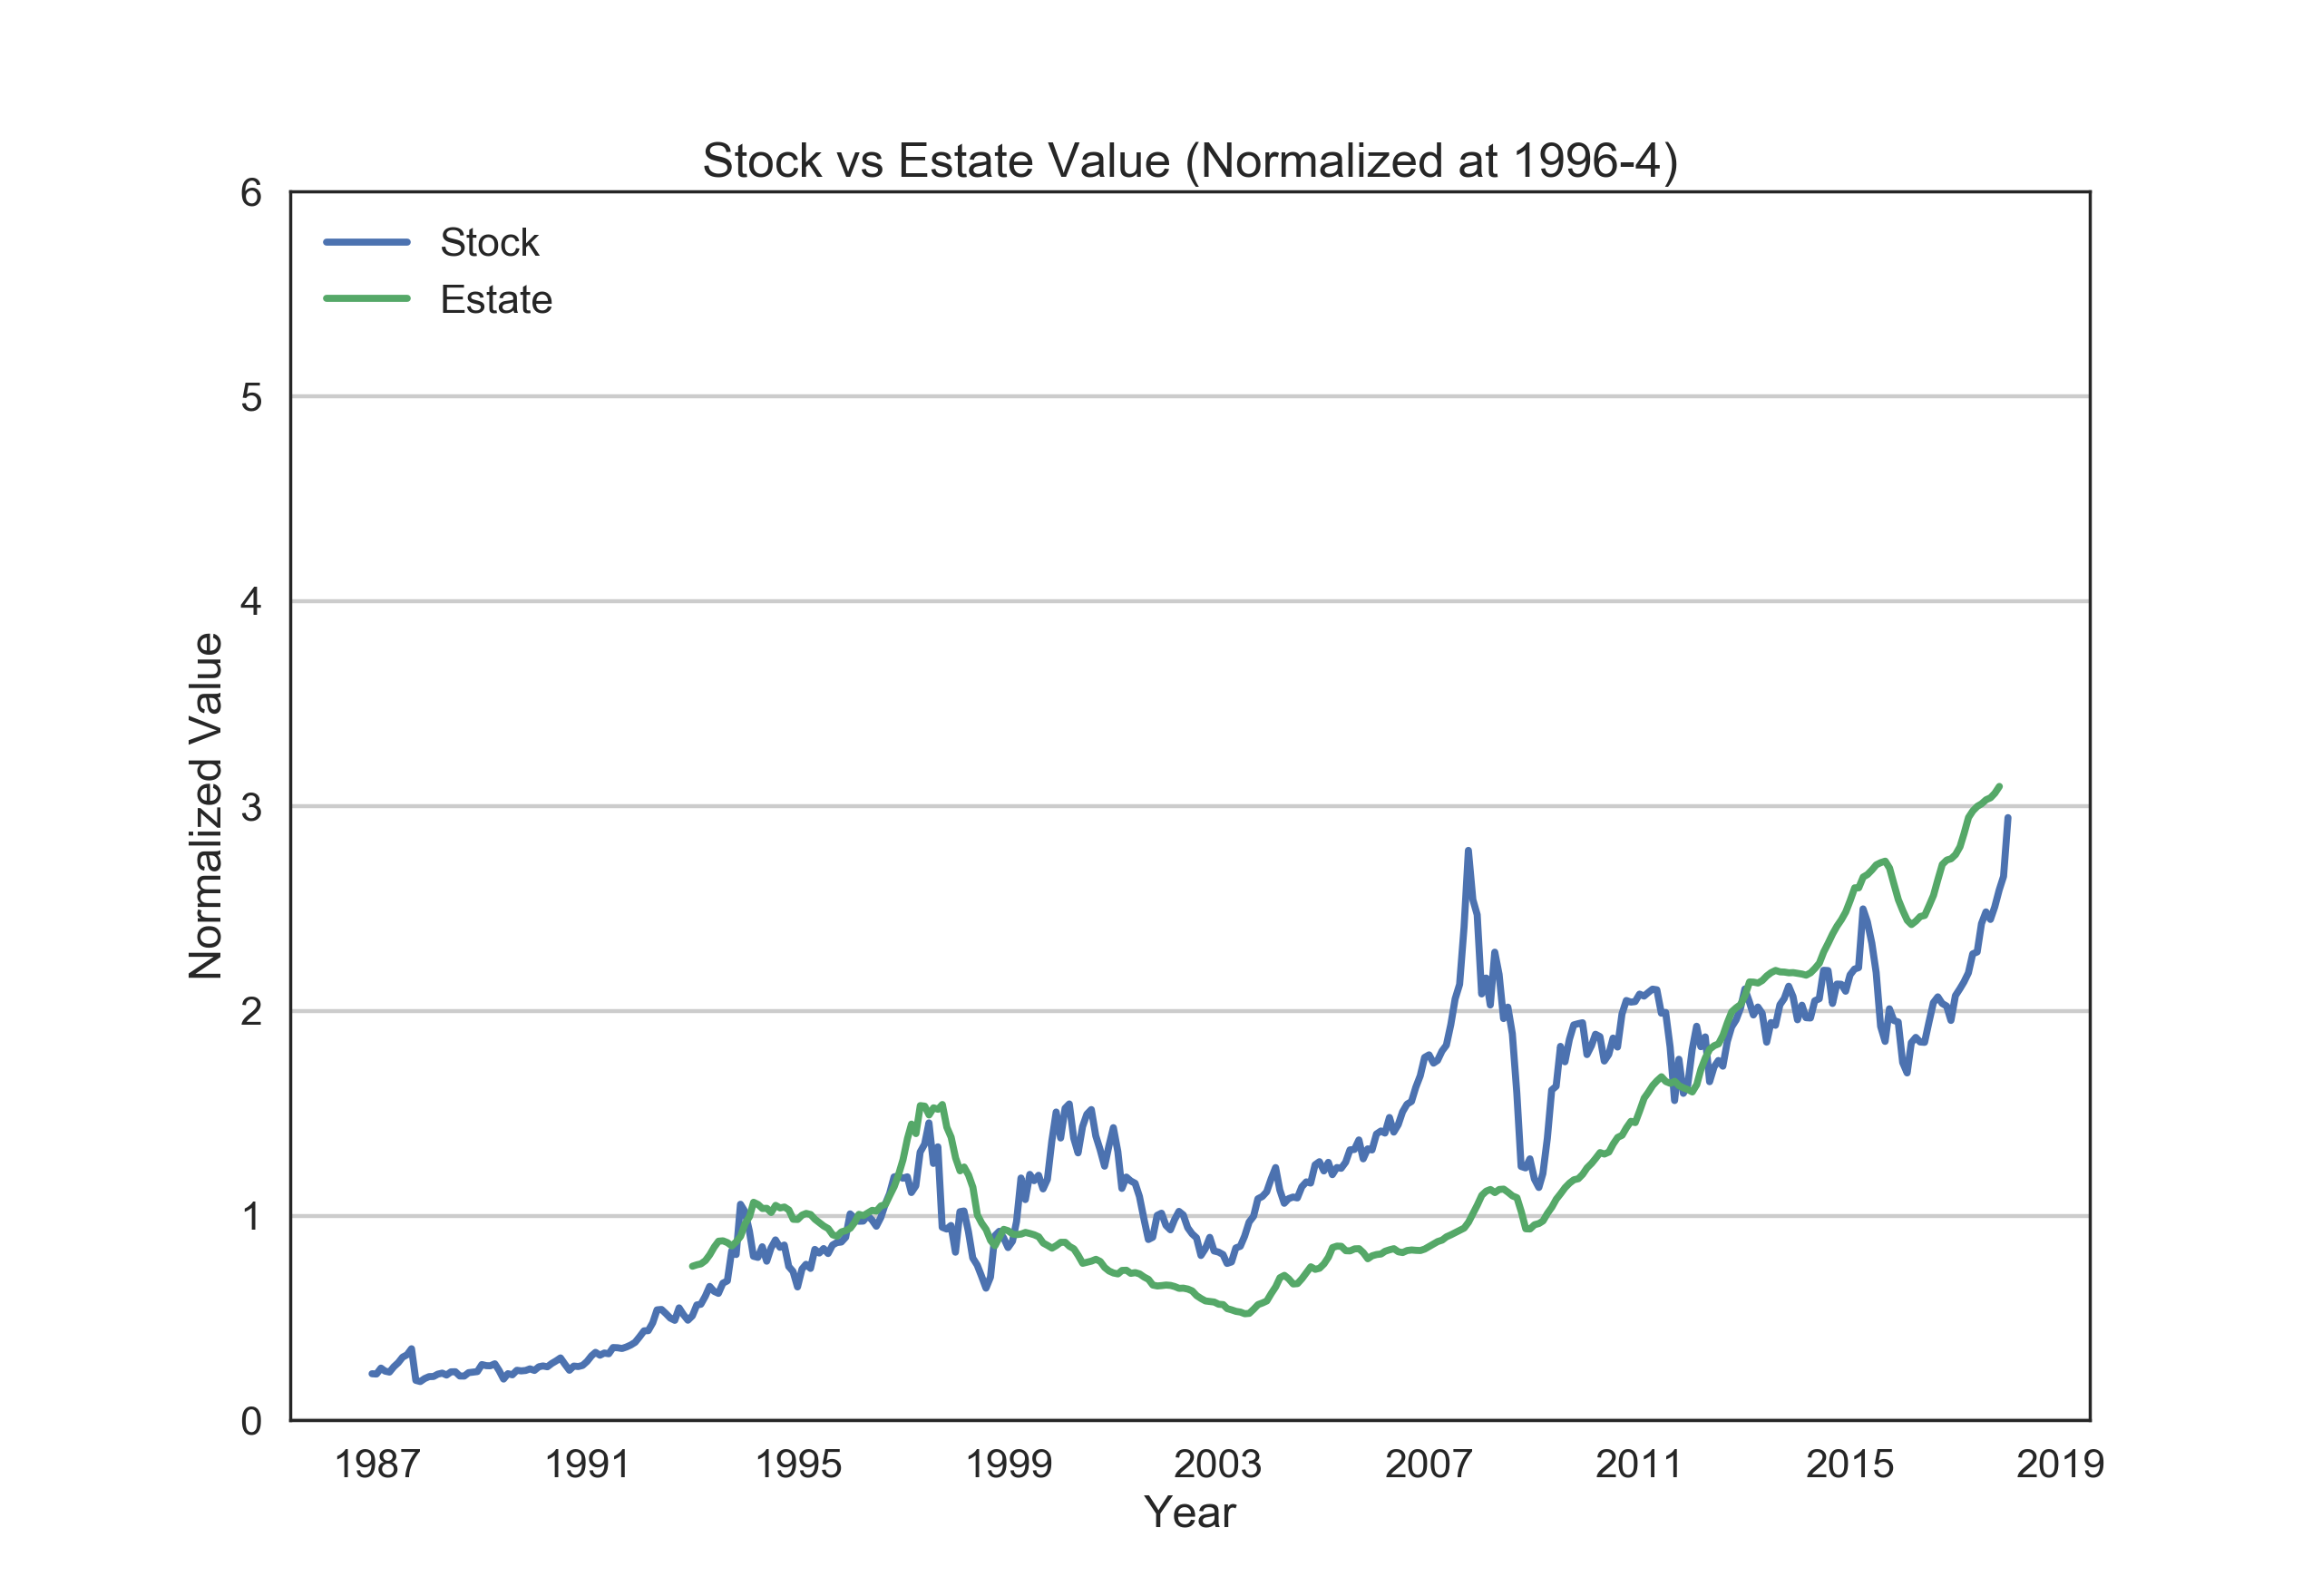 Stock vs Estate Value (Normalized at 1996-4)
6
Stock
Estate
5
4
3
2
1
0
Normalized Value
1987 1991 1995 1999 2003 2007 2011 2015 2019
Year